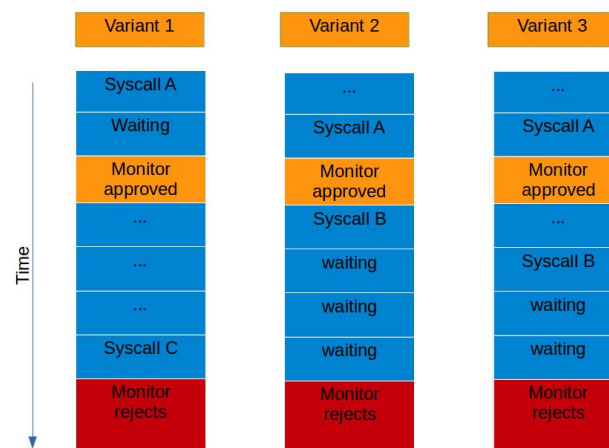 Variant 1
Variant 2
Variant 3
Time
Syscall A
Waiting
Monitor
approved
...
...
...
Syscall C
Monitor
rejects
...
Syscall A
Monitor
approved
Syscall B
waiting
waiting
waiting
Monitor
rejects
...
Syscall A
Monitor
approved
...
Syscall B
waiting
waiting
Monitor
rejects